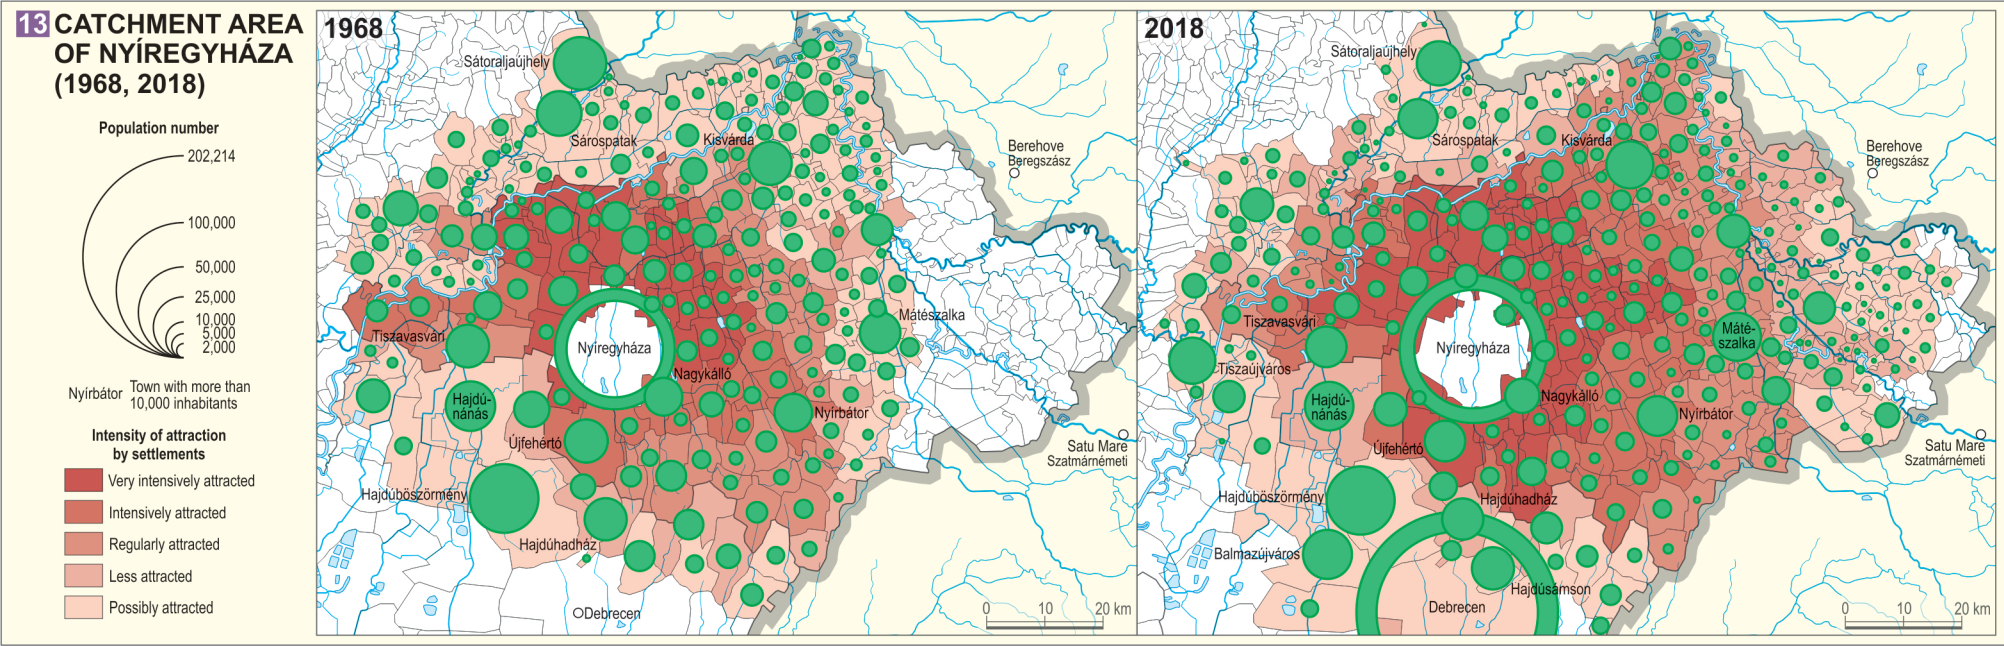 13 CATCHMENT AREA
OF NYÍREGYHÁZA
(1968, 2018)
Population number
202,214
100,000
50,000
25,000
10,000
5,000
2,000
Nyírbátor Town with more than
10,000 inhabitants
Intensity of attraction
by settlements
Very intensively attracted
Intensively attracted
Regularly attracted
Less attracted
Possibly attracted
1968
Sátoraljaújhely
Sárospatak
Kisvárda
Berehove
Beregszász
Mátészalka
Tiszavasvári
Nyíregyháza
Nagykálló
Hajdú-
nánás
Nyírbátor
Újfehértó
Satu Mare
Szatmárnémeti
Hajdúböszörmény
Hajdúhadház
Debrecen
0 10 20 km
2018
Sátoraljaújhely
Sárospatak
Kisvárda
Berehove
Beregszász
Tiszavasvári
Máté-
szalka
Nyíregyháza
Tiszaújváros
Nagykálló
Hajdú-
nánás
Nyírbátor
Újfehértó
Satu Mare
Szatmárnémeti
Hajdúböszörmény
Hajdúhadház
Balmazújváros
Hajdúsámson
Debrecen
0 10 20 km